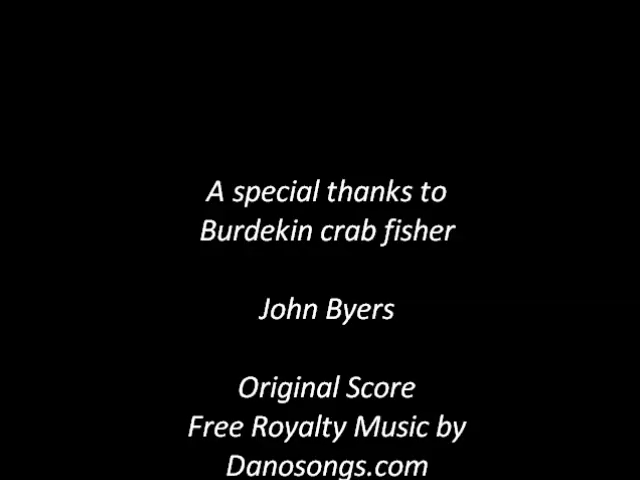 A special thanks to
Burdekin crab fisher
John Byers
Original Score
Free Royalty Music by
Danosongs.com